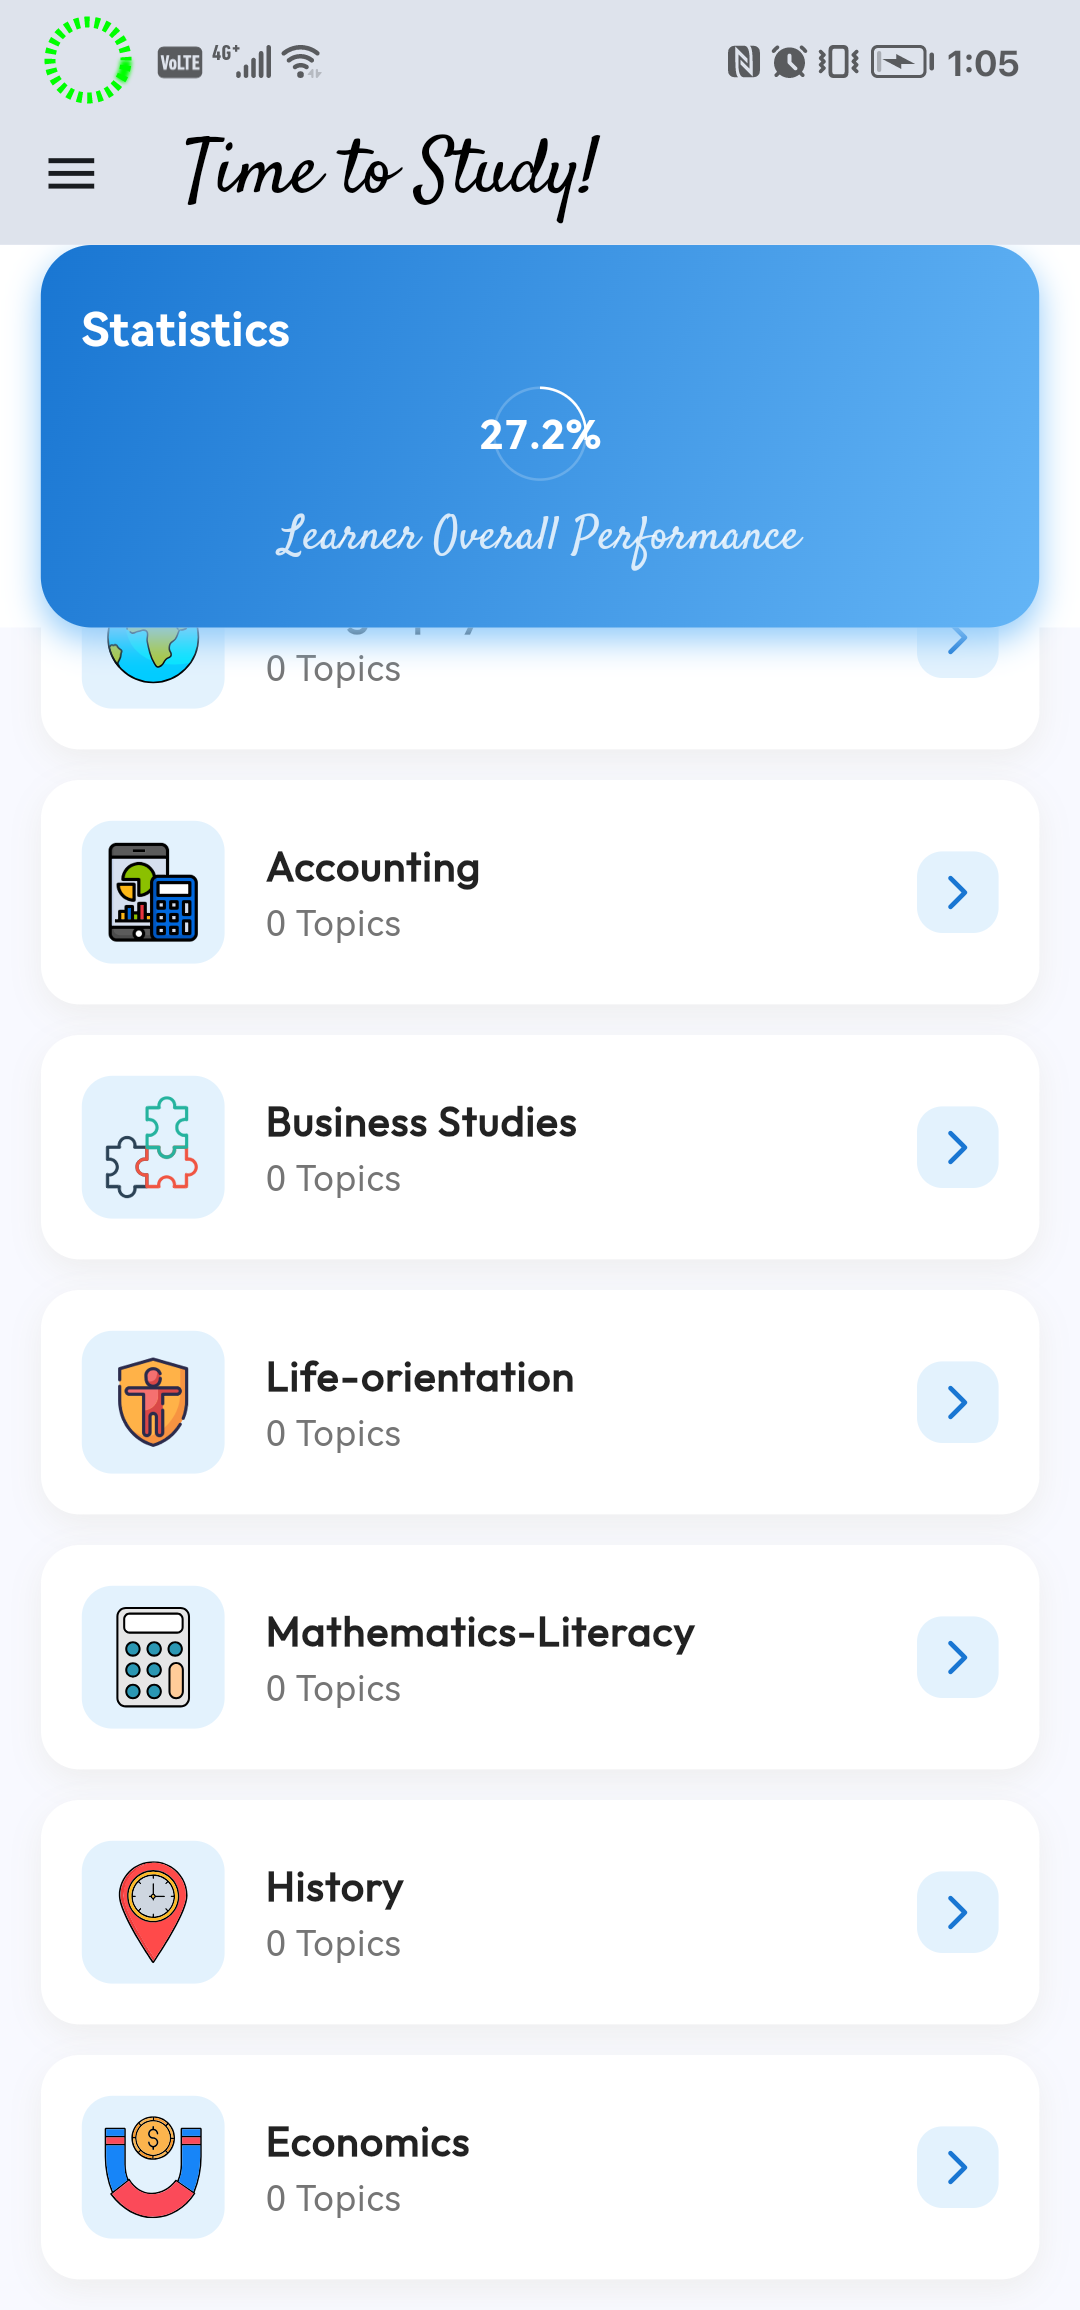 VoLTE 4G+ 1:05
Time to Study!
Statistics
27.2%
Learner Overall Performance
0 Topics
Accounting
0 Topics
Business Studies
0 Topics
Life-orientation
0 Topics
Mathematics-Literacy
0 Topics
History
0 Topics
Economics
0 Topics